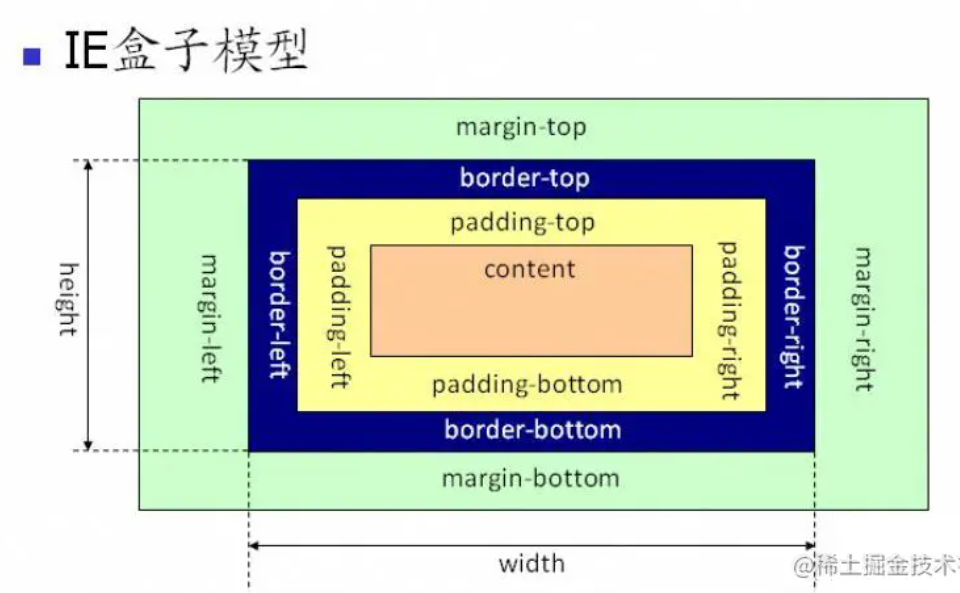 IE盒子模型
margin-top
border-top
padding-top
content
height
margin-left
border-left
padding-left
padding-right
border-right
margin-right
padding-bottom
border-bottom
margin-bottom
width
@稀土掘金技术